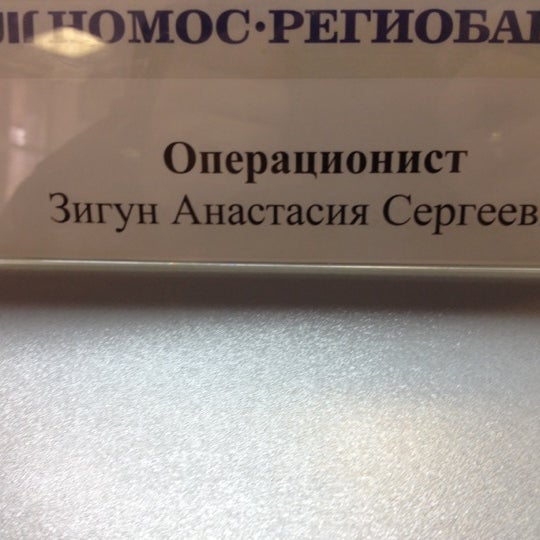 НОМОС·РЕГИОБА
Операционист
Зигун Анастасия Сергеев